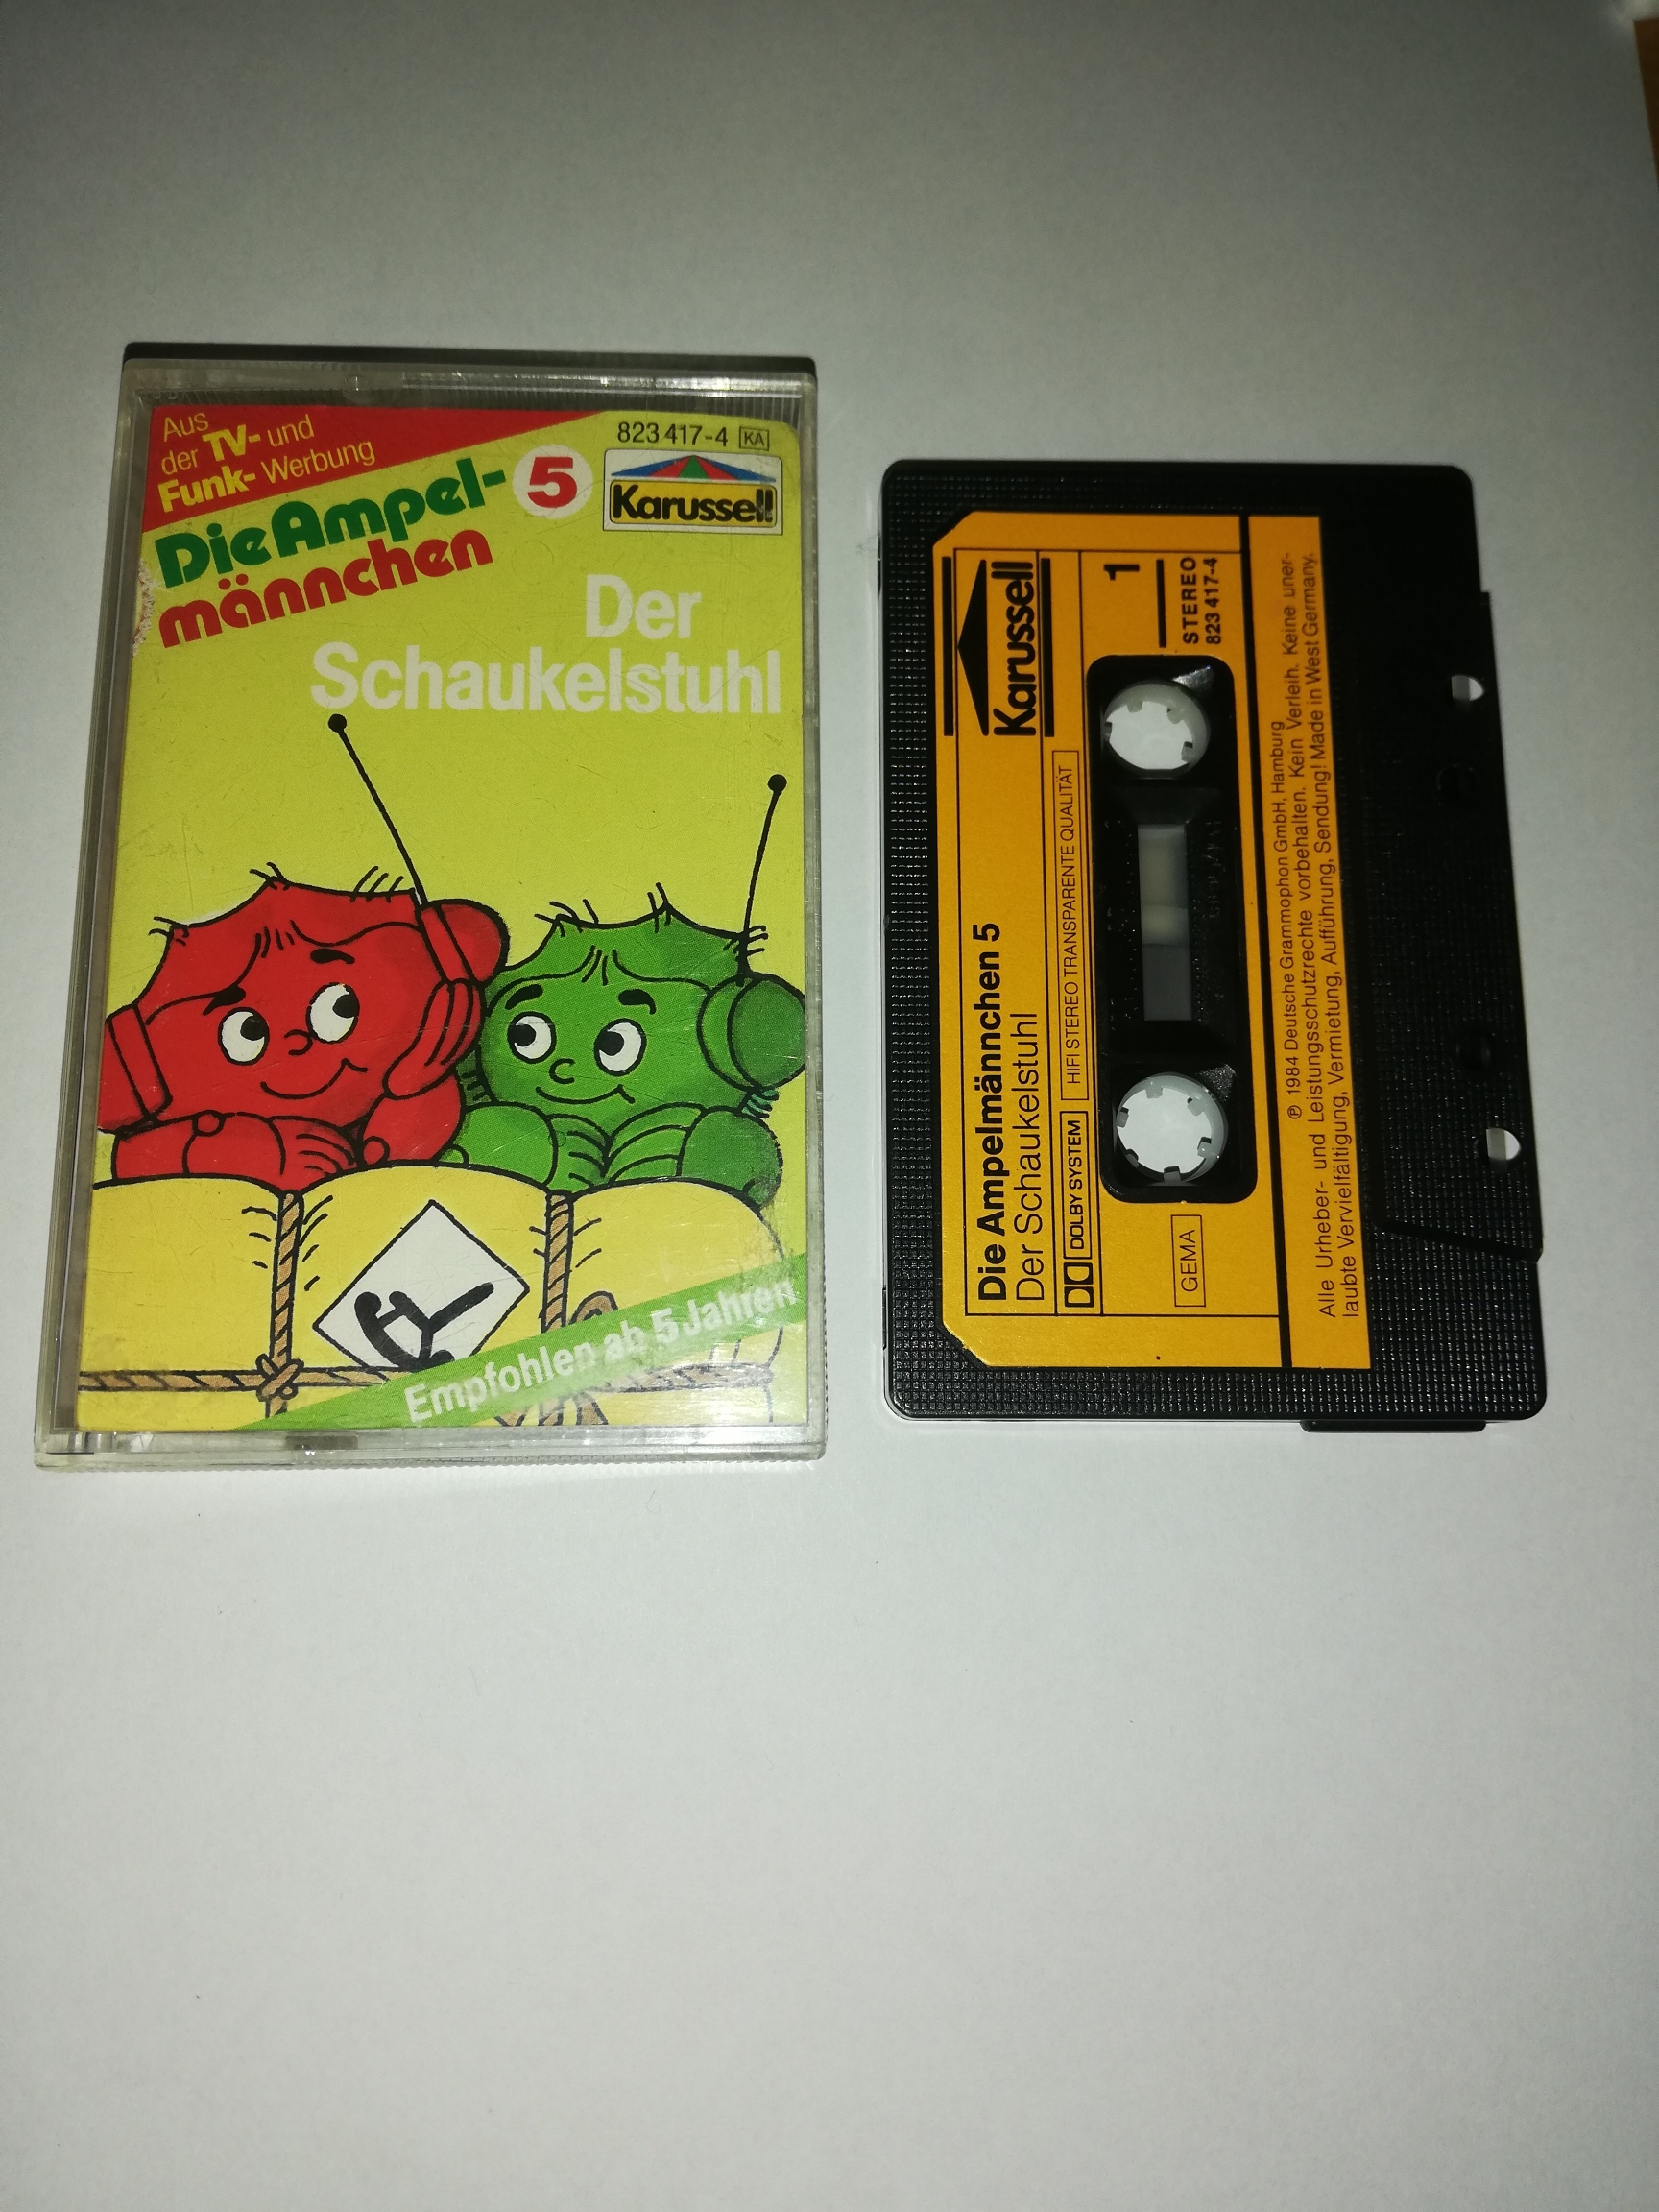 Aus
der TV- und
Funk- Werbung
Die Ampel-
männchen
5
823 417-4 KA
Karussell
Der
Schaukelstuhl
Empfohlen ab 5 Jahren
Karussell
1
STEREO
823 417-4
Die Ampelmännchen 5
Der Schaukelstuhl
DOLBY SYSTEM
HIFI STEREO TRANSPARENTE QUALITÄT
GEMA
℗ 1984 Deutsche Grammophon GmbH, Hamburg
Alle Urheber- und Leistungsschutzrechte vorbehalten. Kein Verleih. Keine uner-
laubte Vervielfältigung, Vermietung, Aufführung, Sendung! Made in West Germany.